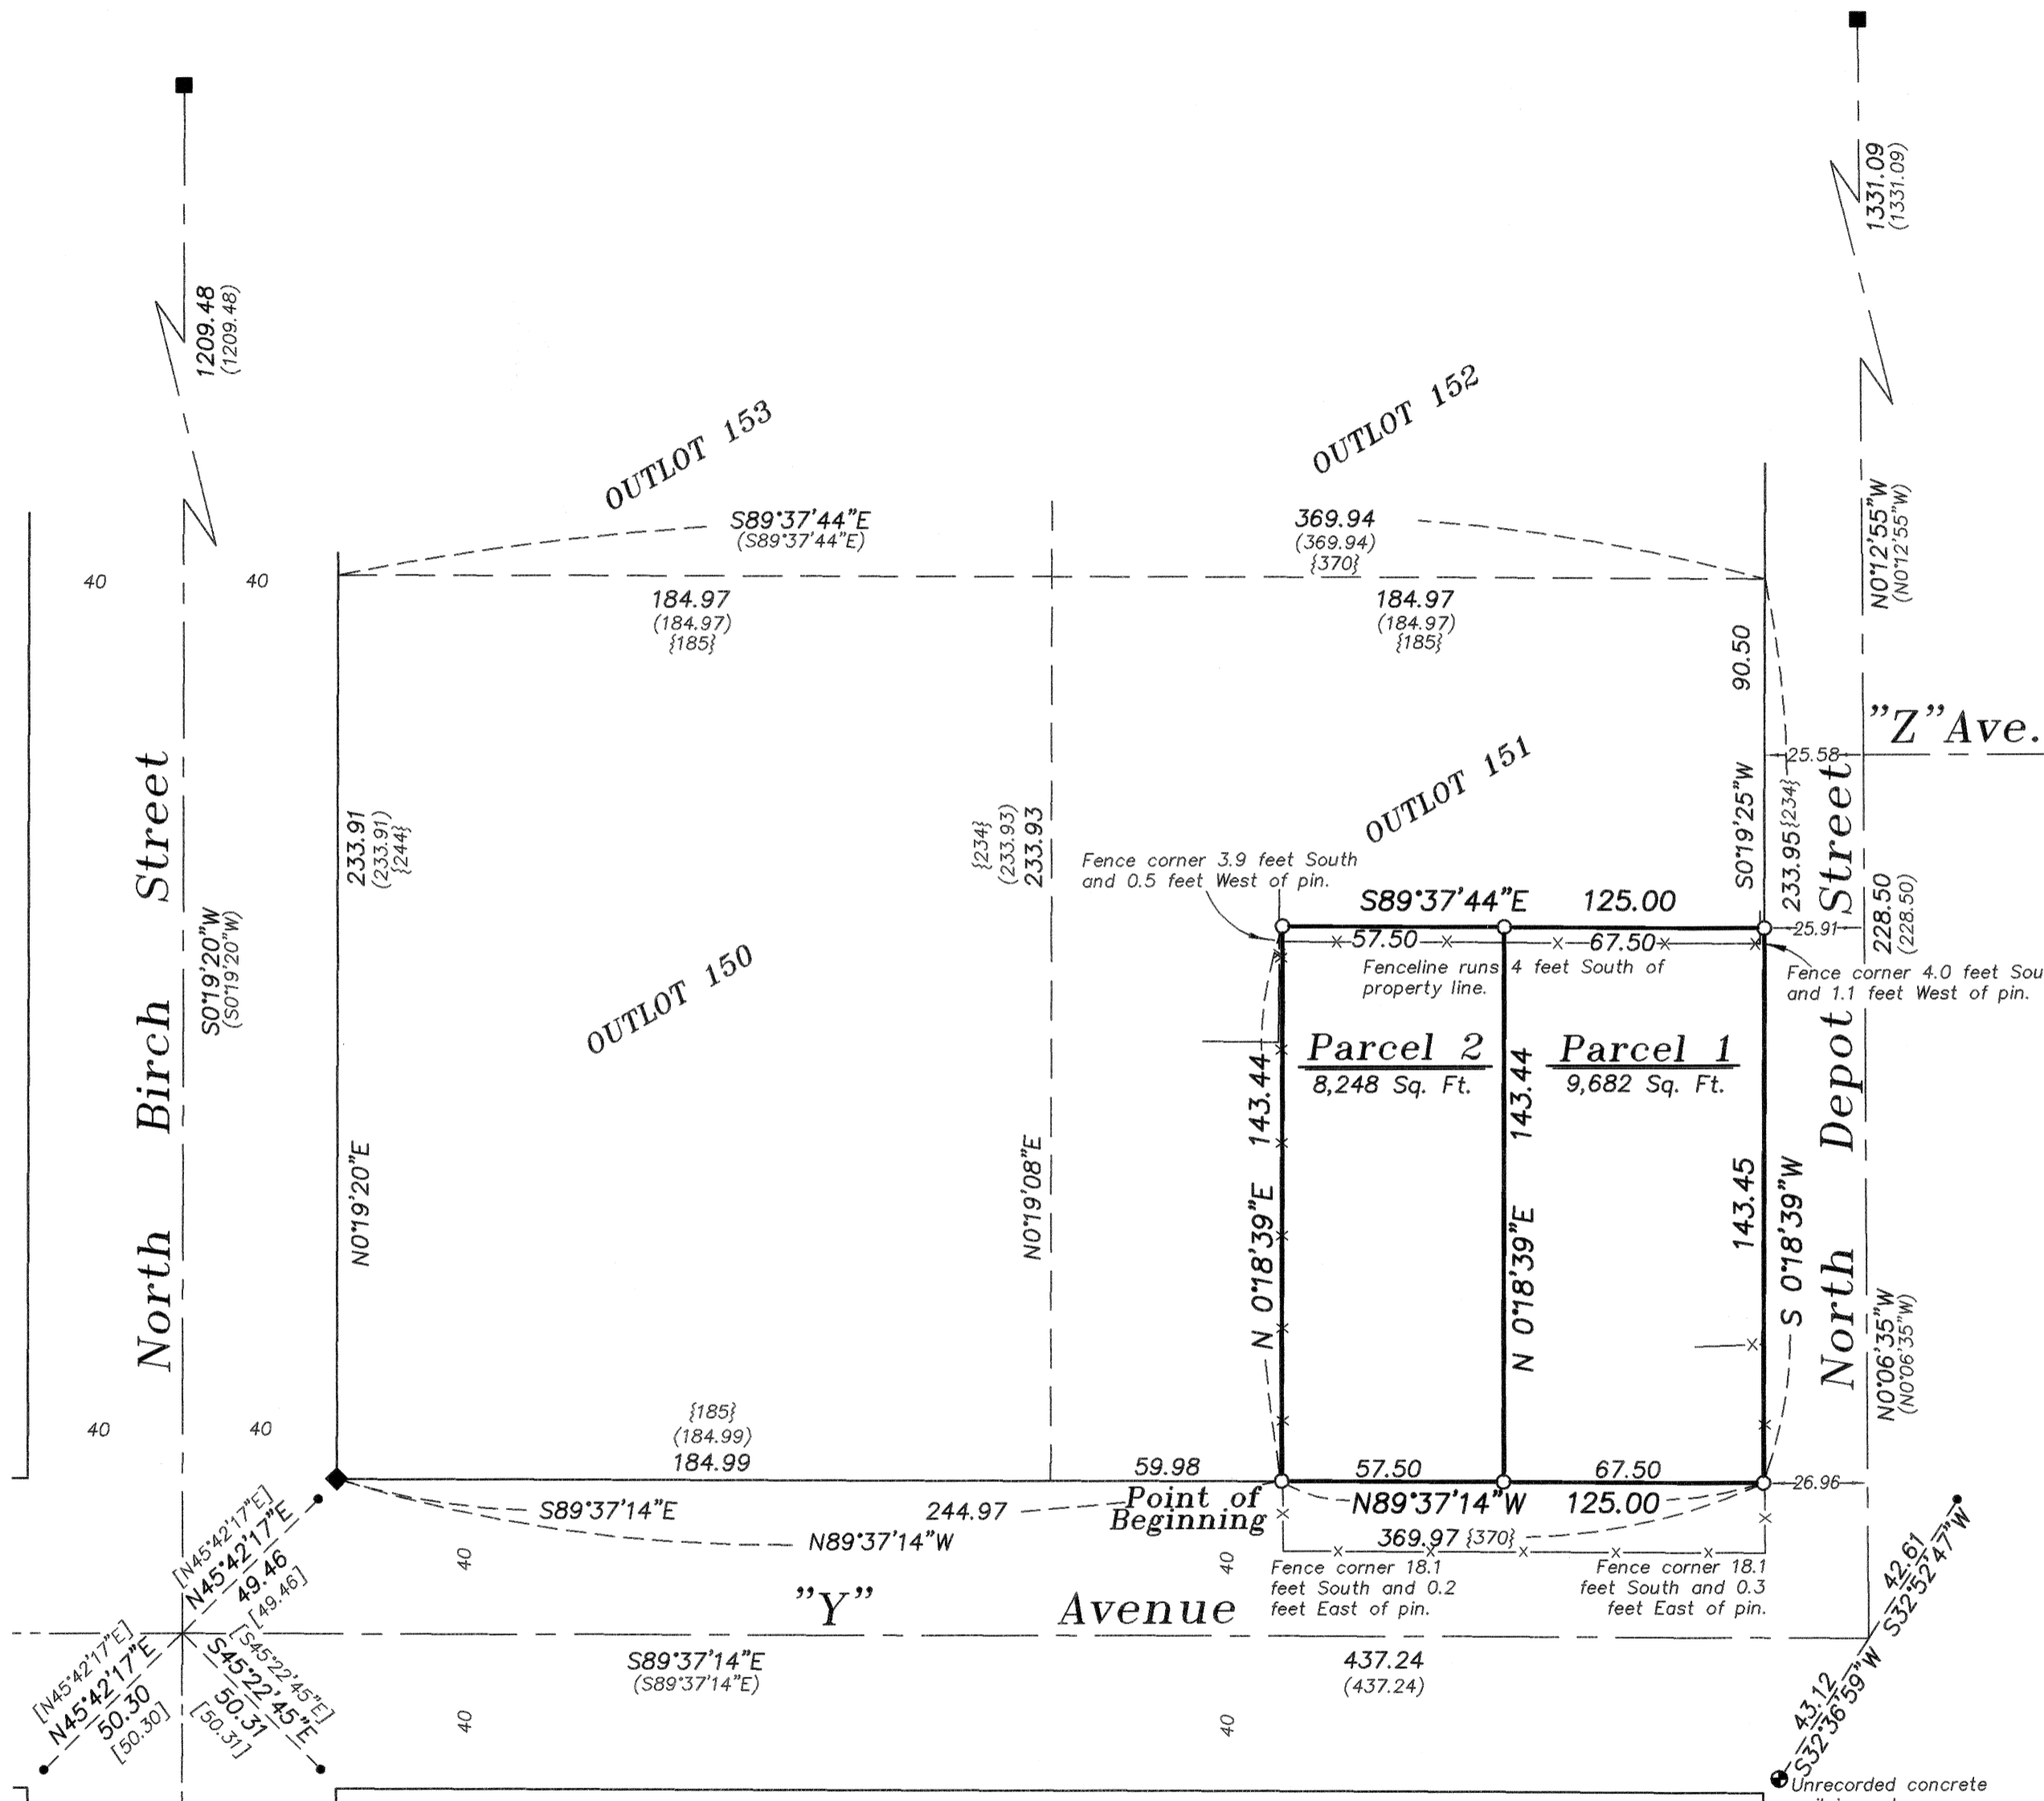 1331.09
(1331.09)
1209.48
(1209.48)
OUTLOT 153
OUTLOT 152
S89°37'44"E
(S89°37'44"E)
369.94
(369.94)
{370}
N0°12'55"W
(N0°12'55"W)
40
40
184.97
(184.97)
{185}
184.97
(184.97)
{185}
90.50
"Z" Ave.
25.58
OUTLOT 151
S0°19'25"W
233.95 {234}
233.91
(233.91)
{244}
{234}
(233.93)
233.93
North Birch Street
S0°19'20"W
(S0°19'20"W)
Fence corner 3.9 feet South
and 0.5 feet West of pin.
S89°37'44"E 125.00
57.50
67.50
25.91
228.50
(228.50)
Fenceline runs 4 feet South of
property line.
Fence corner 4.0 feet Sou
and 1.1 feet West of pin.
OUTLOT 150
Parcel 2
8,248 Sq. Ft.
Parcel 1
9,682 Sq. Ft.
N 0°18'39"E 143.44
N 0°18'39"E 143.44
143.45
S 0°18'39"W
North Depot Street
N0°19'20"E
N0°19'08"E
N0°06'35"W
(N0°06'35"W)
40
40
{185}
(184.99)
184.99
59.98
57.50
67.50
26.96
S89°37'14"E
244.97
Point of
Beginning
N89°37'14"W 125.00
N89°37'14"W
369.97 {370}
40
40
Fence corner 18.1
feet South and 0.2
feet East of pin.
Fence corner 18.1
feet South and 0.3
feet East of pin.
[N45°42'17"E]
N45°42'17"E
49.46
[49.46]
"Y" Avenue
42.61
S32°52'47"W
[N45°42'17"E]
N45°42'17"E
50.30
[50.30]
[S45°22'45"E]
S45°22'45"E
50.31
[50.31]
S89°37'14"E
(S89°37'14"E)
437.24
(437.24)
43.12
S32°36'59"W
40
40
Unrecorded concrete